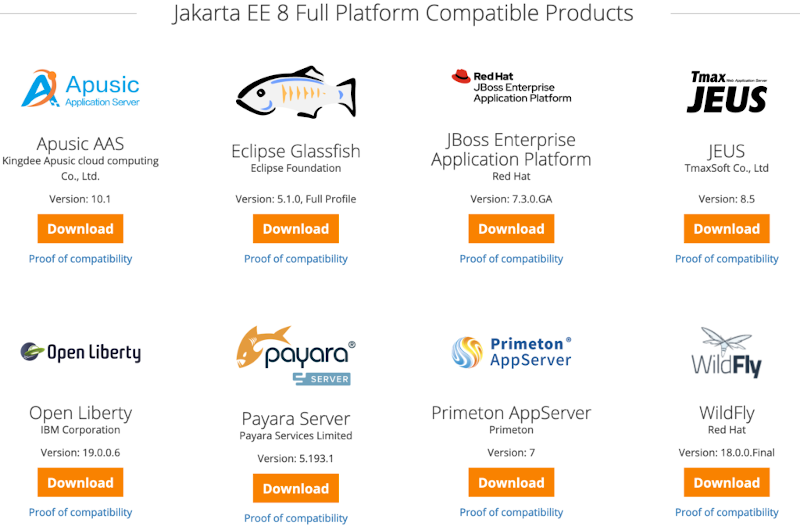 Jakarta EE 8 Full Platform Compatible Products
Apusic
Application Server
Apusic AAS
Kingdee Apusic cloud computing
Co., Ltd.
Version: 10.1
Download
Proof of compatibility
Eclipse Glassfish
Eclipse Foundation
Version: 5.1.0, Full Profile
Download
Proof of compatibility
Red Hat
JBoss Enterprise
Application Platform
JBoss Enterprise
Application Platform
Red Hat
Version: 7.3.0.GA
Download
Proof of compatibility
Tmax Web Application Server
JEUS
JEUS
TmaxSoft Co., Ltd
Version: 8.5
Download
Proof of compatibility
Open Liberty
Open Liberty
IBM Corporation
Version: 19.0.0.6
Download
Proof of compatibility
payara®
SERVER
Payara Server
Payara Services Limited
Version: 5.193.1
Download
Proof of compatibility
Primeton®
AppServer
Primeton AppServer
Primeton
Version: 7
Download
Proof of compatibility
WildFly
WildFly
Red Hat
Version: 18.0.0.Final
Download
Proof of compatibility